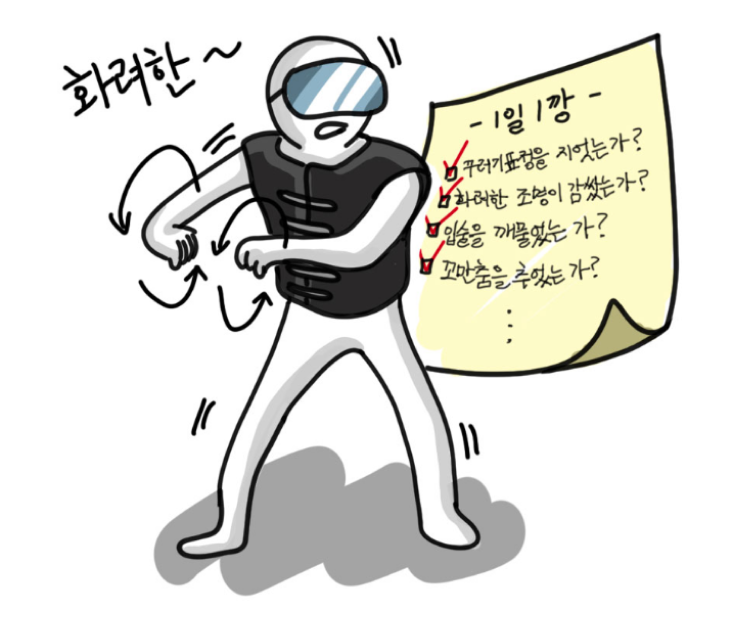 화려한~
- 1일 1깡 -
꾸러기표정을 지었는가?
화려한 조명이 감쌌는가?
입술을 깨물었는가?
꼬만춤을 추었는가?
⋮